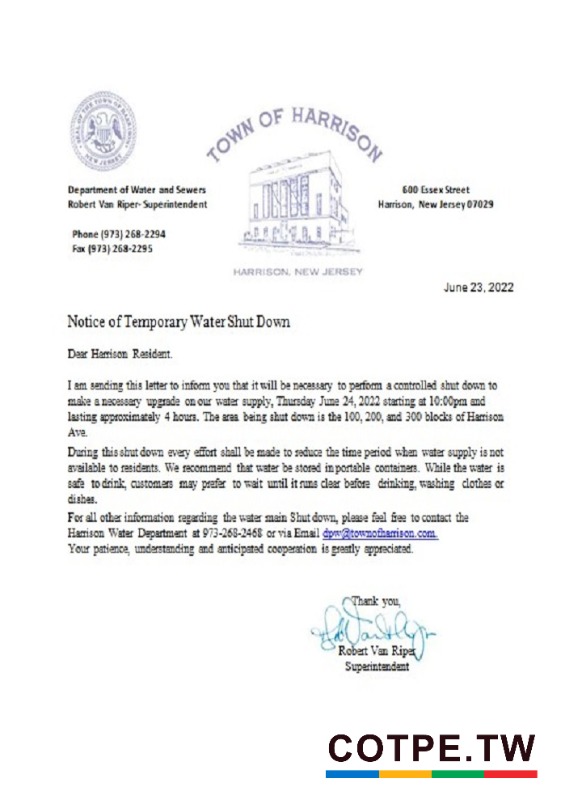 SEAL OF THE TOWN OF HARRISON
NEW JERSEY
TOWN OF HARRISON
Department of Water and Sewers
Robert Van Riper- Superintendent
Phone (973) 268-2294
Fax (973) 268-2295
600 Essex Street
Harrison, New Jersey 07029
HARRISON, NEW JERSEY
June 23, 2022
Notice of Temporary Water Shut Down
Dear Harrison Resident.
I am sending this letter to inform you that it will be necessary to perform a controlled shut down to
make a necessary upgrade on our water supply, Thursday June 24, 2022 starting at 10:00pm and
lasting approximately 4 hours. The area being shut down is the 100, 200, and 300 blocks of Harrison
Ave.
During this shut down every effort shall be made to reduce the time period when water supply is not
available to residents. We recommend that water be stored in portable containers. While the water is
safe to drink, customers may prefer to wait until it runs clear before drinking, washing clothes or
dishes.
For all other information regarding the water main Shut down, please feel free to contact the
Harrison Water Department at 973-268-2468 or via Email dpw@townofharrison.com.
Your patience, understanding and anticipated cooperation is greatly appreciated.
Thank you,
Robert Van Riper
Superintendent
COTPE.TW